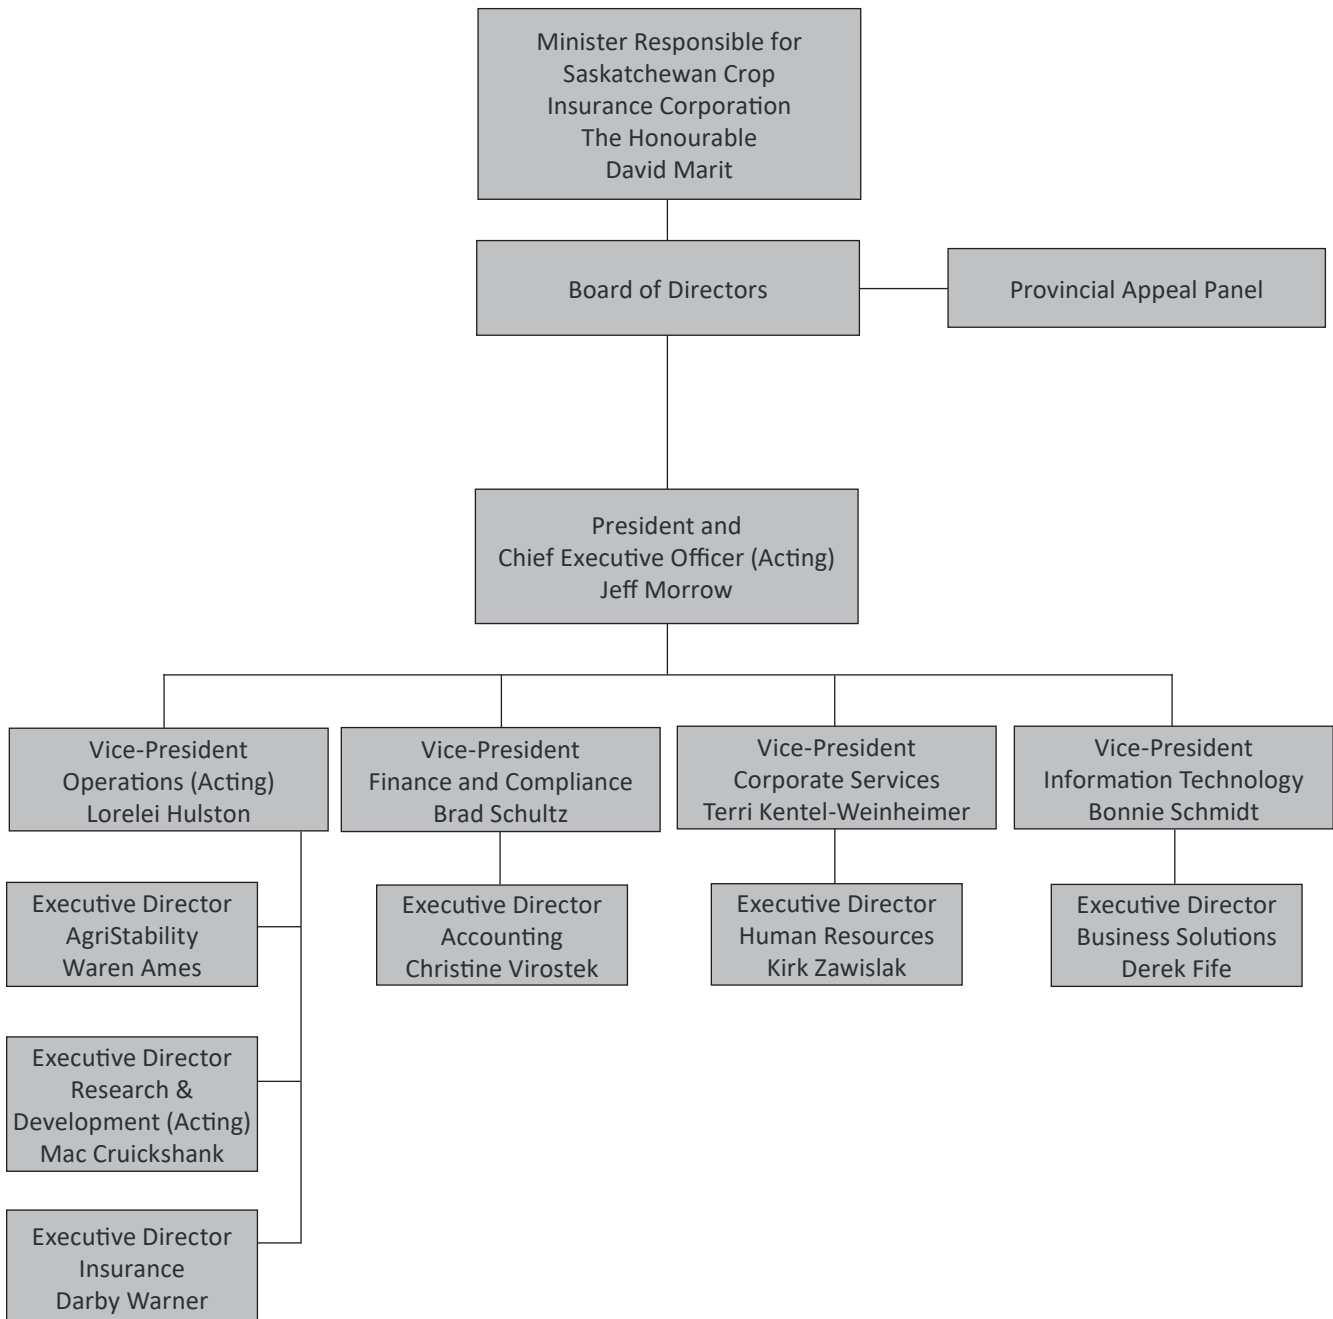 Minister Responsible for
Saskatchewan Crop
Insurance Corporation
The Honourable
David Marit
Board of Directors
Provincial Appeal Panel
President and
Chief Executive Officer (Acting)
Jeff Morrow
Vice-President
Operations (Acting)
Lorelei Hulston
Vice-President
Finance and Compliance
Brad Schultz
Vice-President
Corporate Services
Terri Kentel-Weinheimer
Vice-President
Information Technology
Bonnie Schmidt
Executive Director
AgriStability
Waren Ames
Executive Director
Accounting
Christine Virostek
Executive Director
Human Resources
Kirk Zawislak
Executive Director
Business Solutions
Derek Fife
Executive Director
Research &
Development (Acting)
Mac Cruickshank
Executive Director
Insurance
Darby Warner